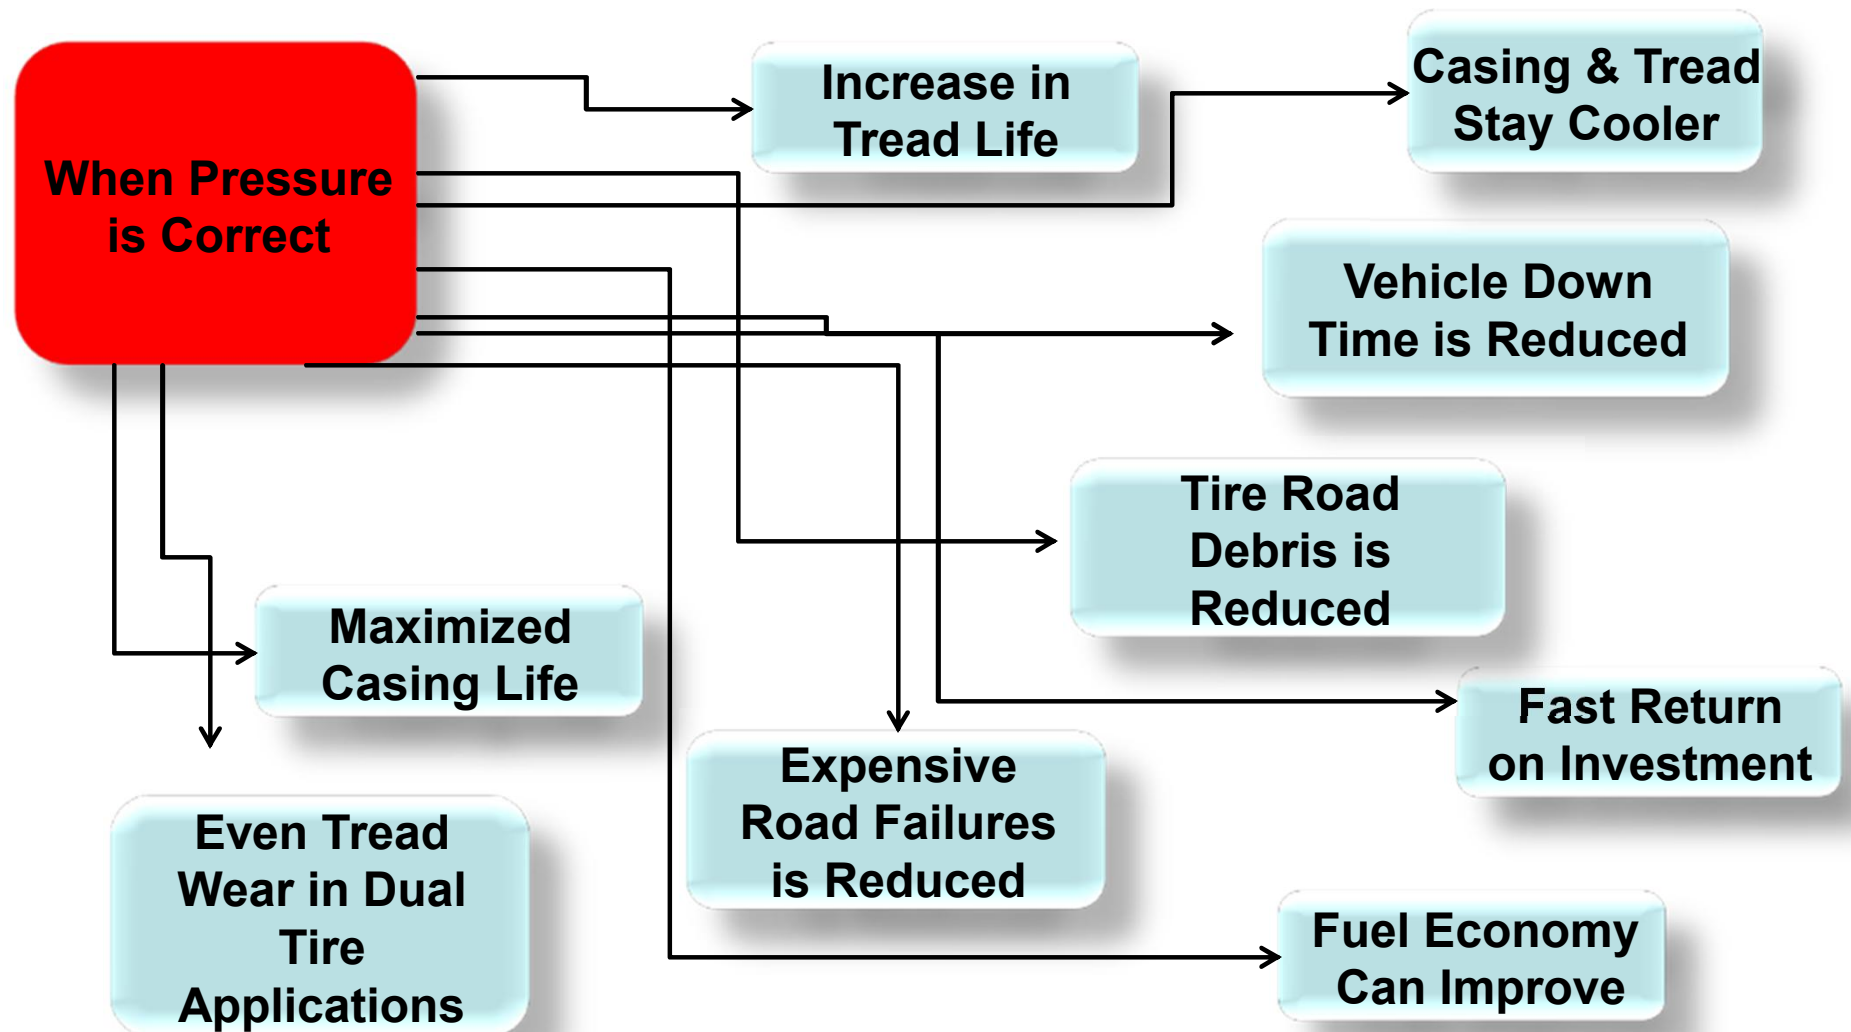 When Pressure
is Correct
Increase in
Tread Life
Casing & Tread
Stay Cooler
Vehicle Down
Time is Reduced
Tire Road
Debris is
Reduced
Maximized
Casing Life
Fast Return
on Investment
Expensive
Road Failures
is Reduced
Even Tread
Wear in Dual
Tire
Applications
Fuel Economy
Can Improve